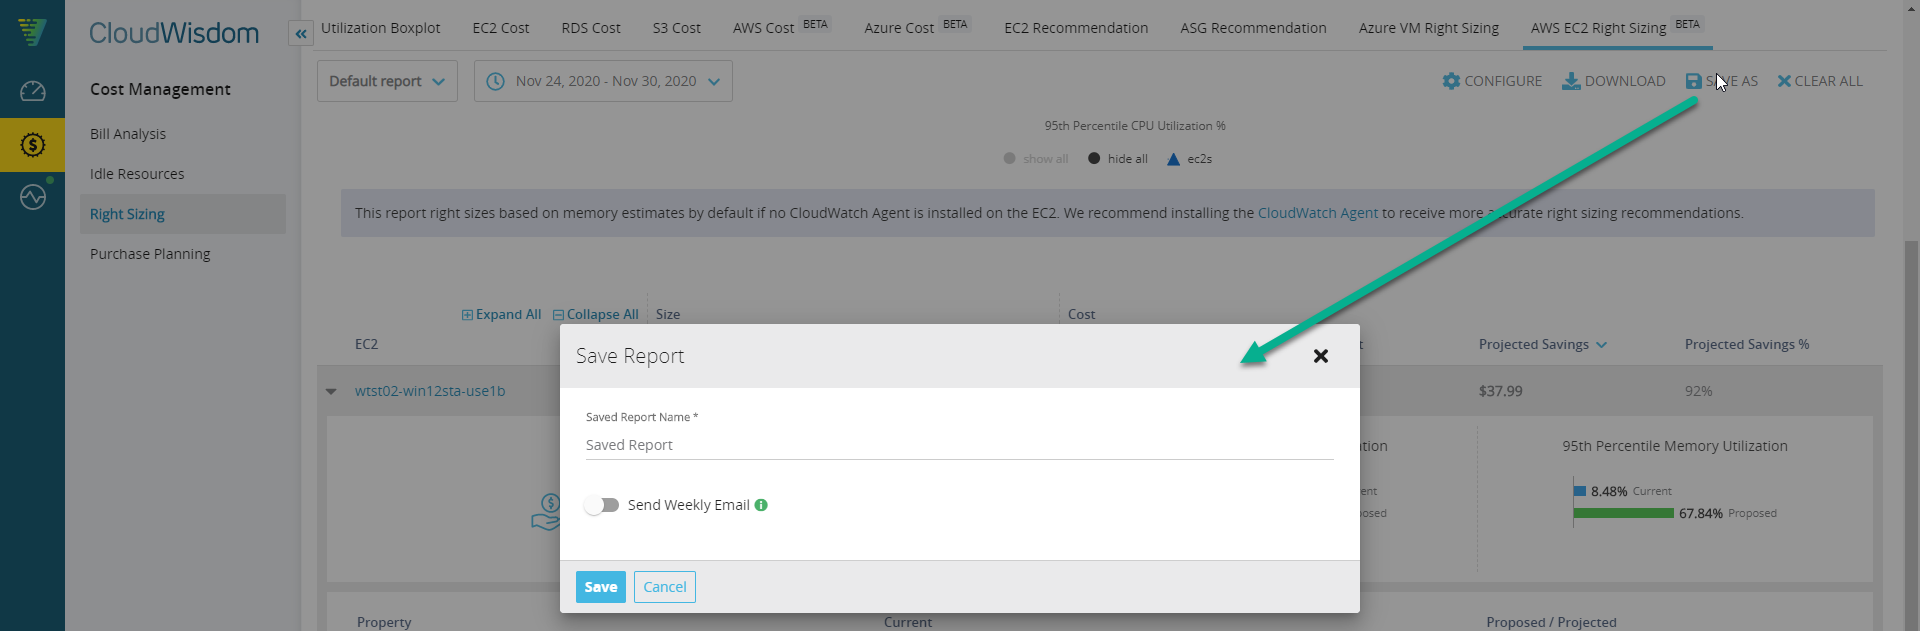 CloudWisdom
Cost Management
Bill Analysis
Idle Resources
Right Sizing
Purchase Planning
Utilization Boxplot EC2 Cost RDS Cost S3 Cost AWS Cost BETA Azure Cost BETA EC2 Recommendation ASG Recommendation Azure VM Right Sizing AWS EC2 Right Sizing BETA
Default report Nov 24, 2020 - Nov 30, 2020 CONFIGURE DOWNLOAD SAVE AS CLEAR ALL
95th Percentile CPU Utilization %
show all hide all ec2s
This report right sizes based on memory estimates by default if no CloudWatch Agent is installed on the EC2. We recommend installing the CloudWatch Agent to receive more accurate right sizing recommendations.
Expand All Collapse All Size Cost
EC2 Projected Savings Projected Savings %
wtst02-win12sta-use1b $37.99 92%
Save Report
Saved Report Name *
Saved Report
Send Weekly Email
Save Cancel
95th Percentile Memory Utilization
8.48% Current
67.84% Proposed
Property Current Proposed / Projected